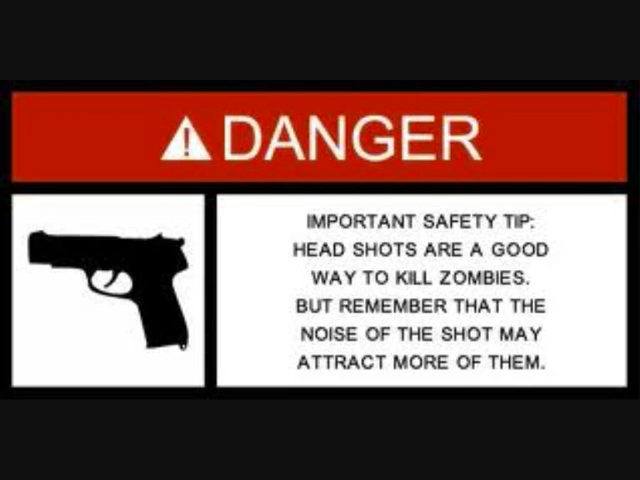 DANGER
IMPORTANT SAFETY TIP:
HEAD SHOTS ARE A GOOD
WAY TO KILL ZOMBIES.
BUT REMEMBER THAT THE
NOISE OF THE SHOT MAY
ATTRACT MORE OF THEM.